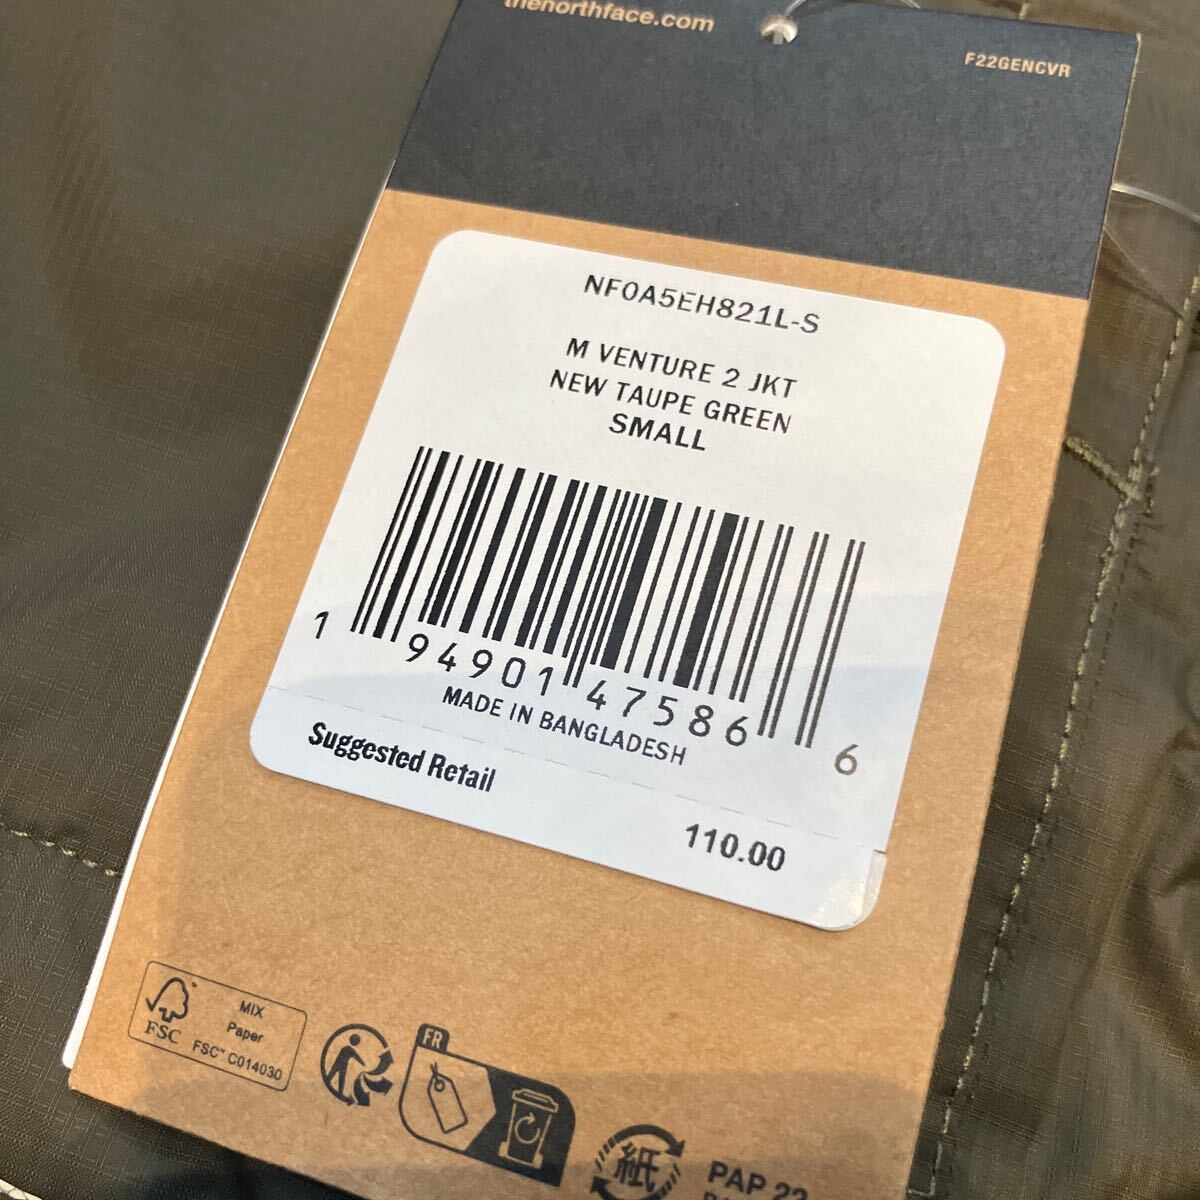 thenorthface.com
F22GENCVR
NF0A5EH821L-S
M VENTURE 2 JKT
NEW TAUPE GREEN
SMALL
1 94901 47586 6
MADE IN BANGLADESH
Suggested Retail
110.00
MIX
Paper
FSC
FSC™ C014030
FR
紙
PAP 22